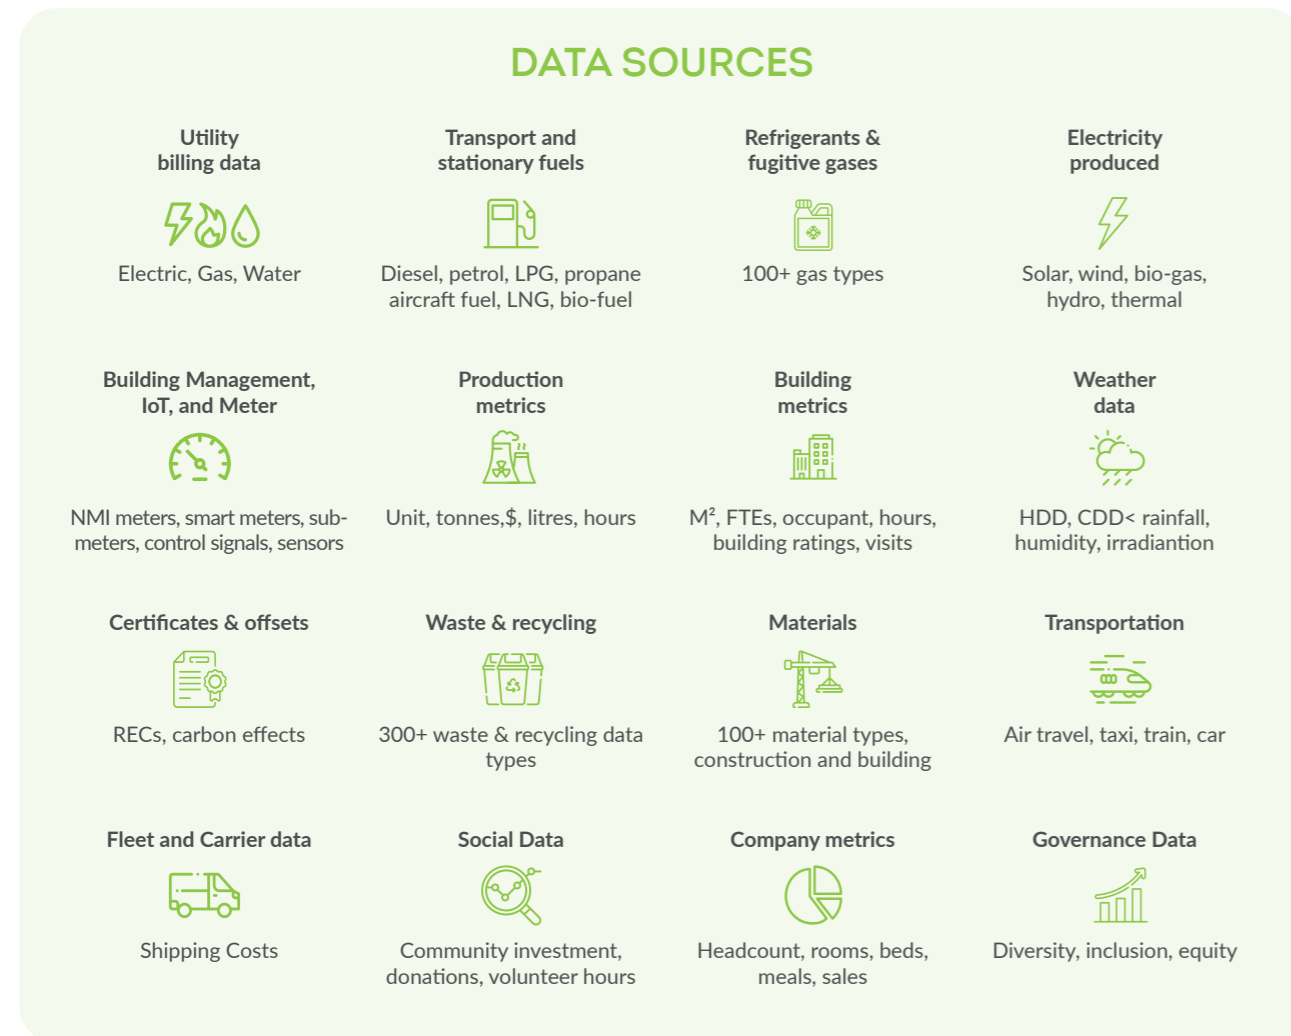 DATA SOURCES
Utility
billing data
Electric, Gas, Water
Transport and
stationary fuels
Diesel, petrol, LPG, propane
aircraft fuel, LNG, bio-fuel
Refrigerants &
fugitive gases
100+ gas types
Electricity
produced
Solar, wind, bio-gas,
hydro, thermal
Building Management,
IoT, and Meter
NMI meters, smart meters, sub-
meters, control signals, sensors
Production
metrics
Unit, tonnes,$, litres, hours
Building
metrics
M², FTEs, occupant, hours,
building ratings, visits
Weather
data
HDD, CDD< rainfall,
humidity, irradiantion
Certificates & offsets
RECs, carbon effects
Waste & recycling
300+ waste & recycling data
types
Materials
100+ material types,
construction and building
Transportation
Air travel, taxi, train, car
Fleet and Carrier data
Shipping Costs
Social Data
Community investment,
donations, volunteer hours
Company metrics
Headcount, rooms, beds,
meals, sales
Governance Data
Diversity, inclusion, equity